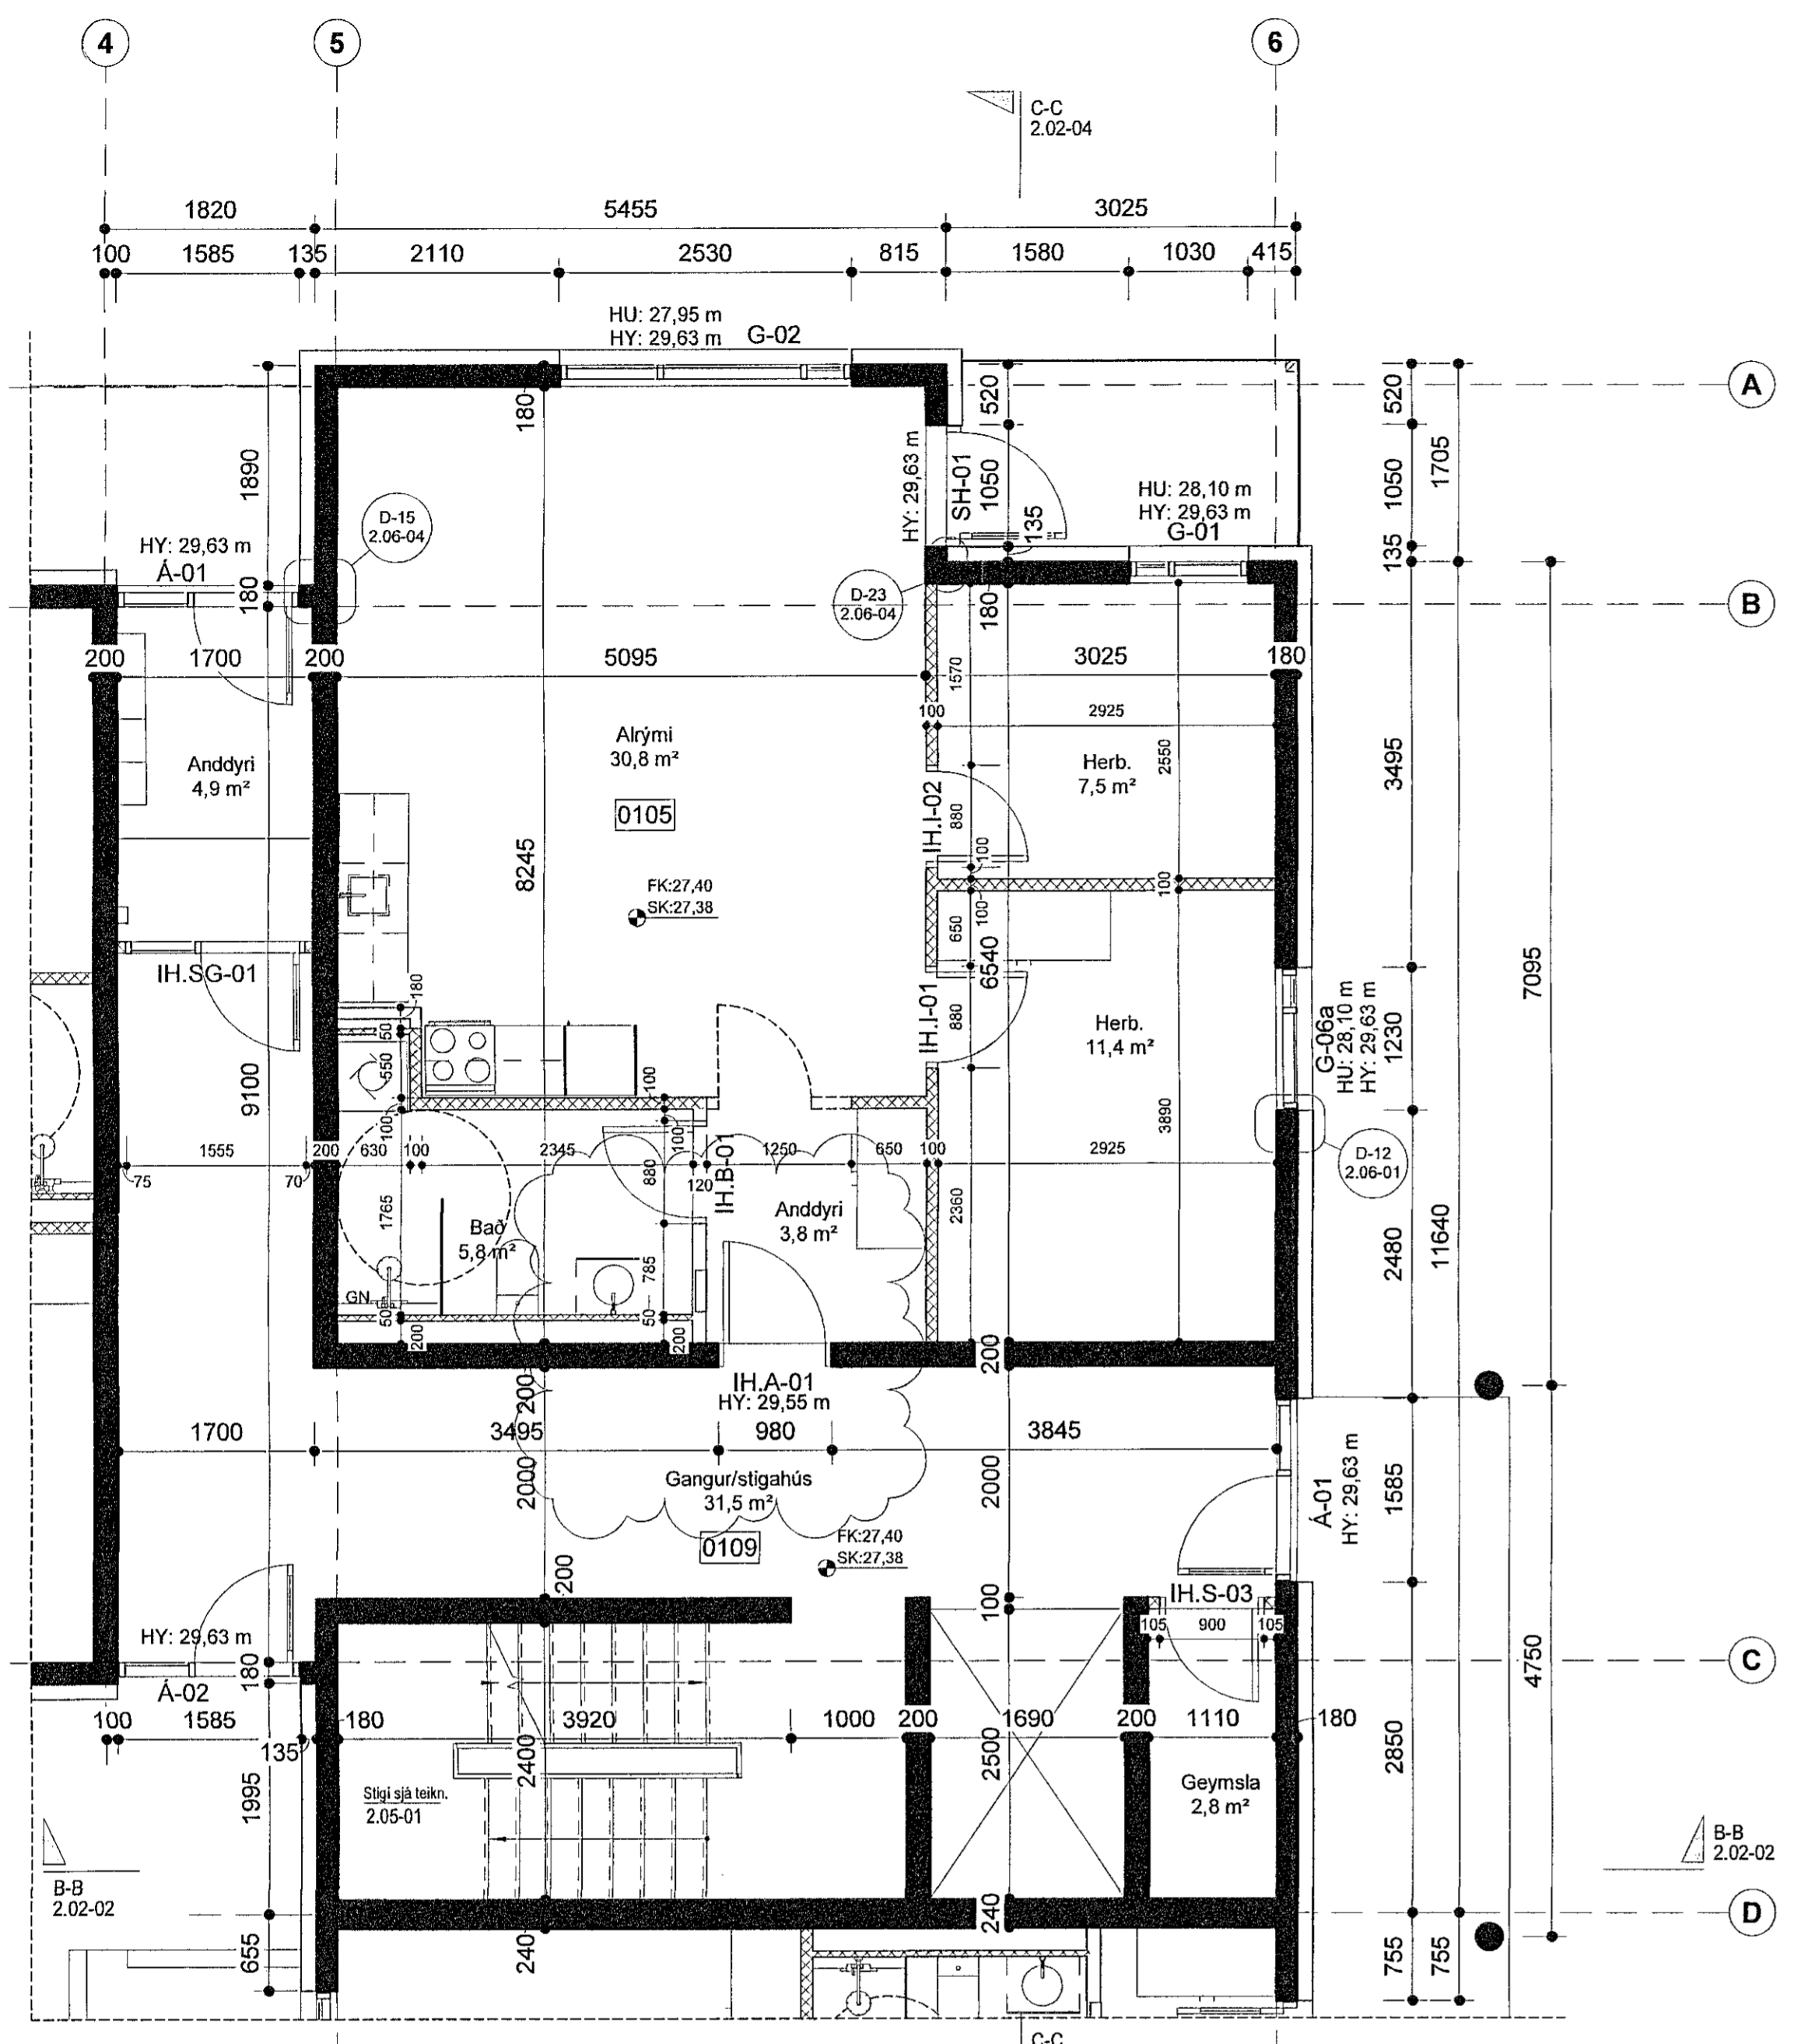 4
5
6
C-C
2.02-04
1820
5455
3025
100
1585
135
2110
2530
815
1580
1030
415
HU: 27,95 m
HY: 29,63 m
G-02
A
180
520
520
1890
HY: 29,63 m
SH-01
1050
1050
1705
HU: 28,10 m
HY: 29,63 m
G-01
135
135
D-15
2.06-04
HY: 29,63 m
Á-01
180
D-23
2.06-04
180
B
200
1700
200
5095
3025
180
1570
100
2925
Alrými
30,8 m²
0105
Anddyri
4,9 m²
Herb.
7,5 m²
2550
3495
IH.I-02
880
100
8245
FK:27,40
SK:27,38
100
100
650
6540
7095
IH.SG-01
180
50
550
IH.I-01
880
Herb.
11,4 m²
G-06a
HU: 28,10 m
HY: 29,63 m
1230
9100
100
100
100
3890
1555
200
630
100
2345
IH.B-01
1250
650
100
2925
D-12
2.06-01
75
70
880
120
1765
Bað
5,8 m²
Anddyri
3,8 m²
2360
2480
11640
785
GN
50
200
50
200
200
200
IH.A-01
HY: 29,55 m
1700
3495
980
3845
2000
Gangur/stigahús
31,5 m²
2000
Á-01
HY: 29,63 m
1585
0109
FK:27,40
SK:27,38
200
100
IH.S-03
105
900
105
HY: 29,63 m
180
Á-02
C
4750
100
1585
135
180
3920
1000
200
1690
200
1110
180
2400
2500
2850
1995
Stigi sjá teikn.
2.05-01
Geymsla
2,8 m²
B-B
2.02-02
B-B
2.02-02
D
655
240
240
755
755
C-C